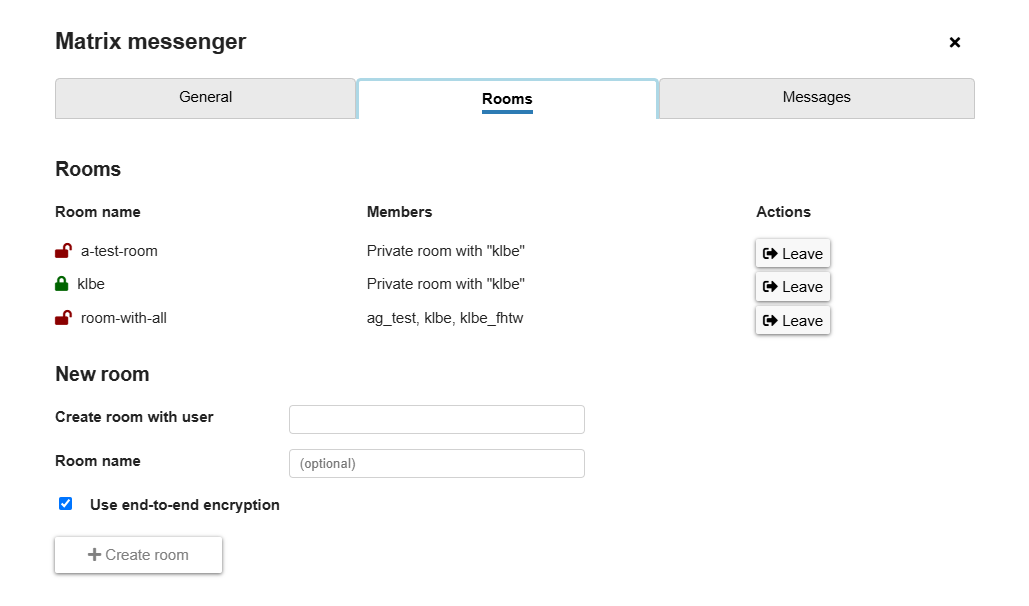 Matrix messenger
General Rooms Messages
Rooms
Room name Members Actions
a-test-room Private room with "klbe" Leave
klbe Private room with "klbe" Leave
room-with-all ag_test, klbe, klbe_fhtw Leave
New room
Create room with user
Room name (optional)
Use end-to-end encryption
Create room